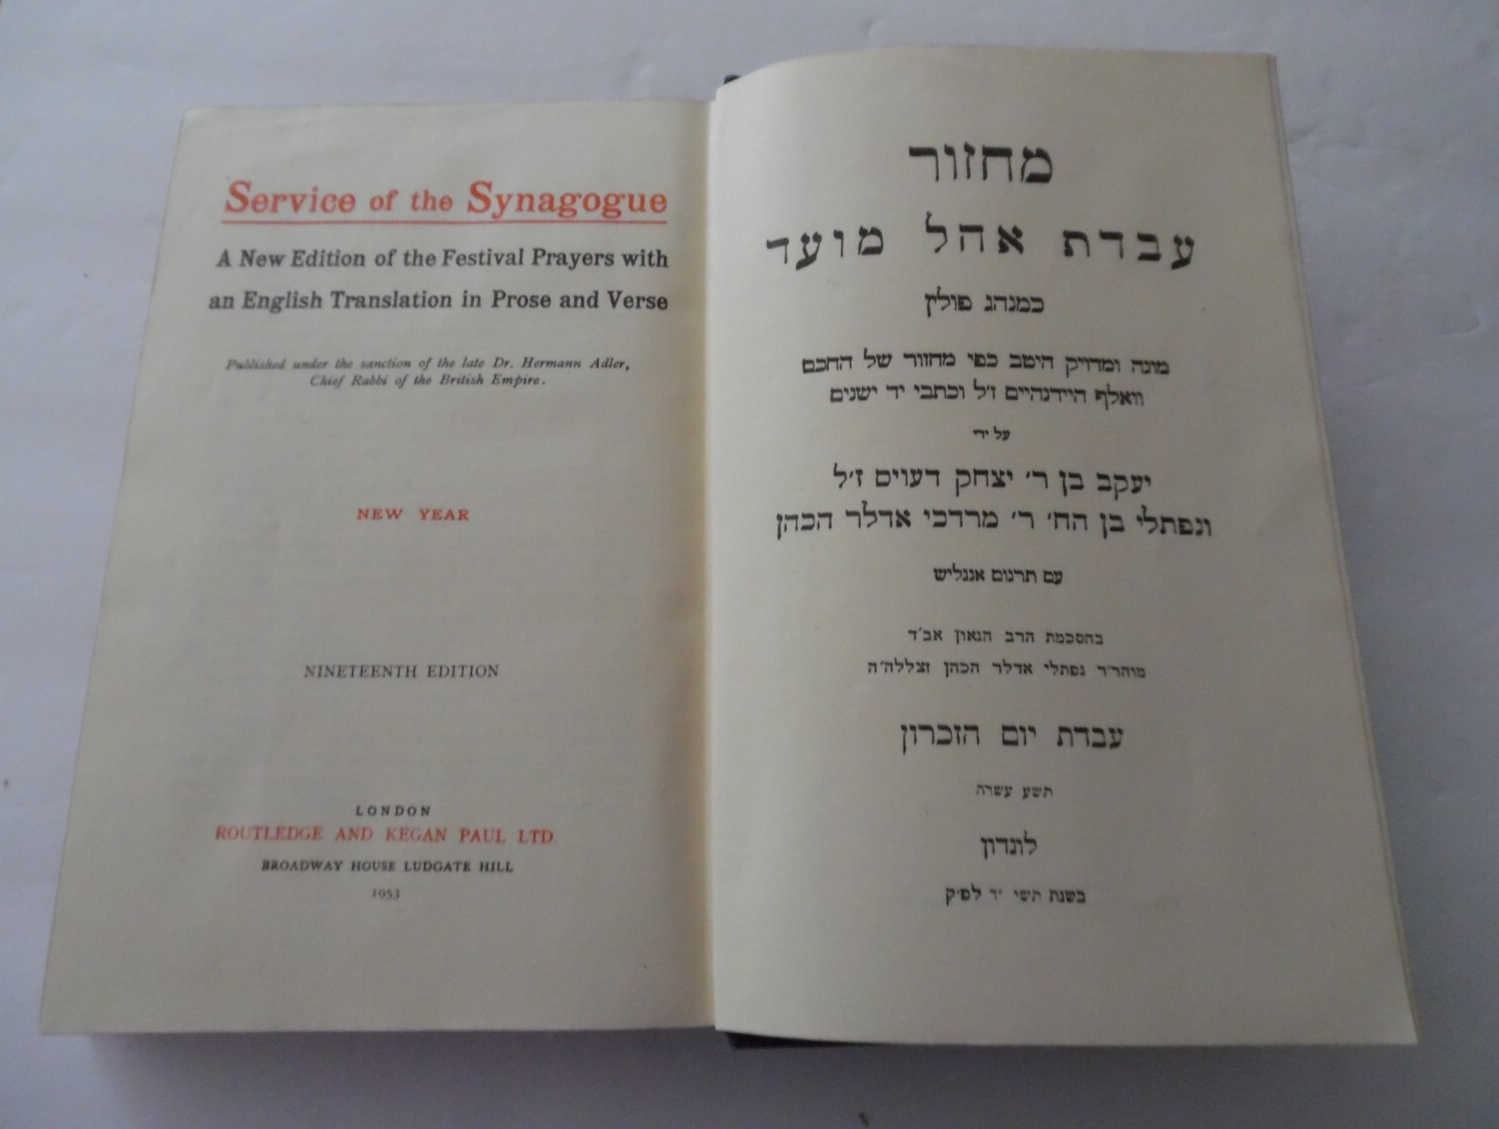 Service of the Synagogue
A New Edition of the Festival Prayers with
an English Translation in Prose and Verse
Published under the sanction of the late Dr. Hermann Adler,
Chief Rabbi of the British Empire.
NEW YEAR
NINETEENTH EDITION
LONDON
ROUTLEDGE AND KEGAN PAUL LTD.
BROADWAY HOUSE LUDGATE HILL
1953
מחזור
עבדת אהל מועד
כמנהג פולין
מוגה ומדויק היטב כפי מחזור של החכם
וואלף היידנהיים ז״ל וכתבי יד ישנים
על ידי
יעקב בן ר׳ יצחק דעוים ז״ל
ונפתלי בן הח׳ ר׳ מרדכי אדלר הכהן
עם תרגום אנגליש
בהסכמת הרב הגאון אב״ד
מוהר״ר נפתלי אדלר הכהן זצללה״ה
עבדת יום הזכרון
תשע עשרה
לונדון
בשנת תשי ״ד לפ״ק